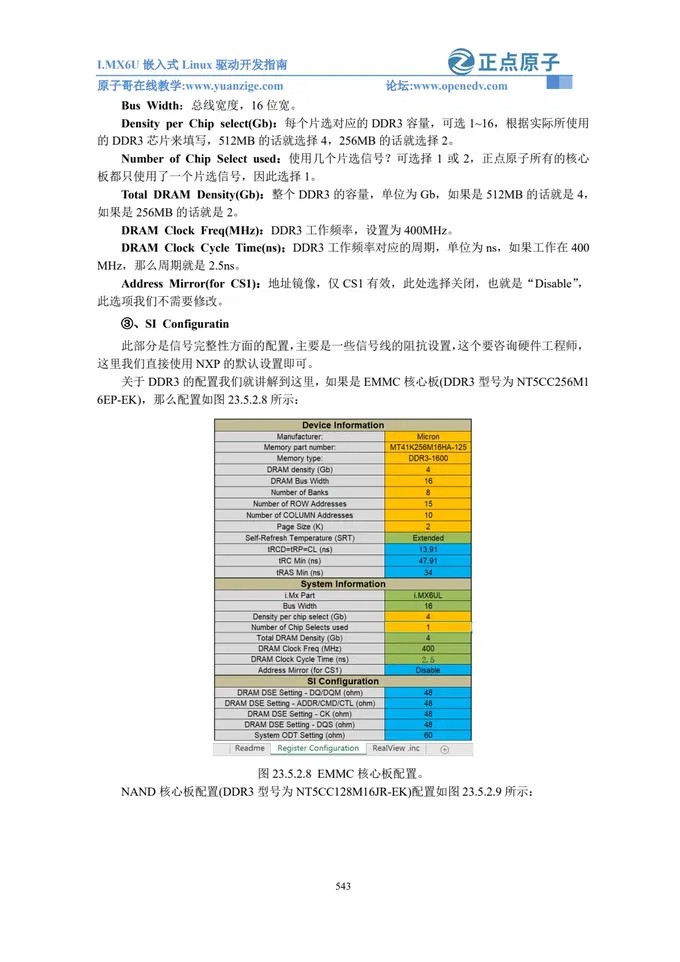 I.MX6U 嵌入式 Linux 驱动开发指南
正点原子
原子哥在线教学:www.yuanzige.com 论坛:www.openedv.com
Bus Width：总线宽度，16 位宽。
Density per Chip select(Gb)：每个片选对应的 DDR3 容量，可选 1~16，根据实际所使用
的 DDR3 芯片来填写，512MB 的话就选择 4，256MB 的话就选择 2。
Number of Chip Select used：使用几个片选信号？可选择 1 或 2，正点原子所有的核心
板都只使用了一个片选信号，因此选择 1。
Total DRAM Density(Gb)：整个 DDR3 的容量，单位为 Gb，如果是 512MB 的话就是 4，
如果是 256MB 的话就是 2。
DRAM Clock Freq(MHz)：DDR3 工作频率，设置为 400MHz。
DRAM Clock Cycle Time(ns)：DDR3 工作频率对应的周期，单位为 ns，如果工作在 400
MHz，那么周期就是 2.5ns。
Address Mirror(for CS1)：地址镜像，仅 CS1 有效，此处选择关闭，也就是“Disable”，
此选项我们不需要修改。
③、SI Configuratin
此部分是信号完整性方面的配置，主要是一些信号线的阻抗设置，这个要咨询硬件工程师，
这里我们直接使用 NXP 的默认设置即可。
关于 DDR3 的配置我们就讲解到这里，如果是 EMMC 核心板(DDR3 型号为 NT5CC256M1
6EP-EK)，那么配置如图 23.5.2.8 所示：
Device Information
Manufacturer: Micron
Memory part number: MT41K256M16HA-125
Memory type: DDR3-1600
DRAM density (Gb) 4
DRAM Bus Width 16
Number of Banks 8
Number of ROW Addresses 15
Number of COLUMN Addresses 10
Page Size (K) 2
Self-Refresh Temperature (SRT) Extended
tRCD=tRP=CL (ns) 13.91
tRC Min (ns) 47.91
tRAS Min (ns) 34
System Information
i.Mx Part i.MX6UL
Bus Width 16
Density per chip select (Gb) 4
Number of Chip Selects used 1
Total DRAM Density (Gb) 4
DRAM Clock Freq (MHz) 400
DRAM Clock Cycle Time (ns) 2.5
Address Mirror (for CS1) Disable
SI Configuration
DRAM DSE Setting - DQ/DQM (ohm) 48
DRAM DSE Setting - ADDR/CMD/CTL (ohm) 48
DRAM DSE Setting - CK (ohm) 48
DRAM DSE Setting - DQS (ohm) 48
System ODT Setting (ohm) 60
Readme Register Configuration RealView .inc
图 23.5.2.8 EMMC 核心板配置。
NAND 核心板配置(DDR3 型号为 NT5CC128M16JR-EK)配置如图 23.5.2.9 所示：
543